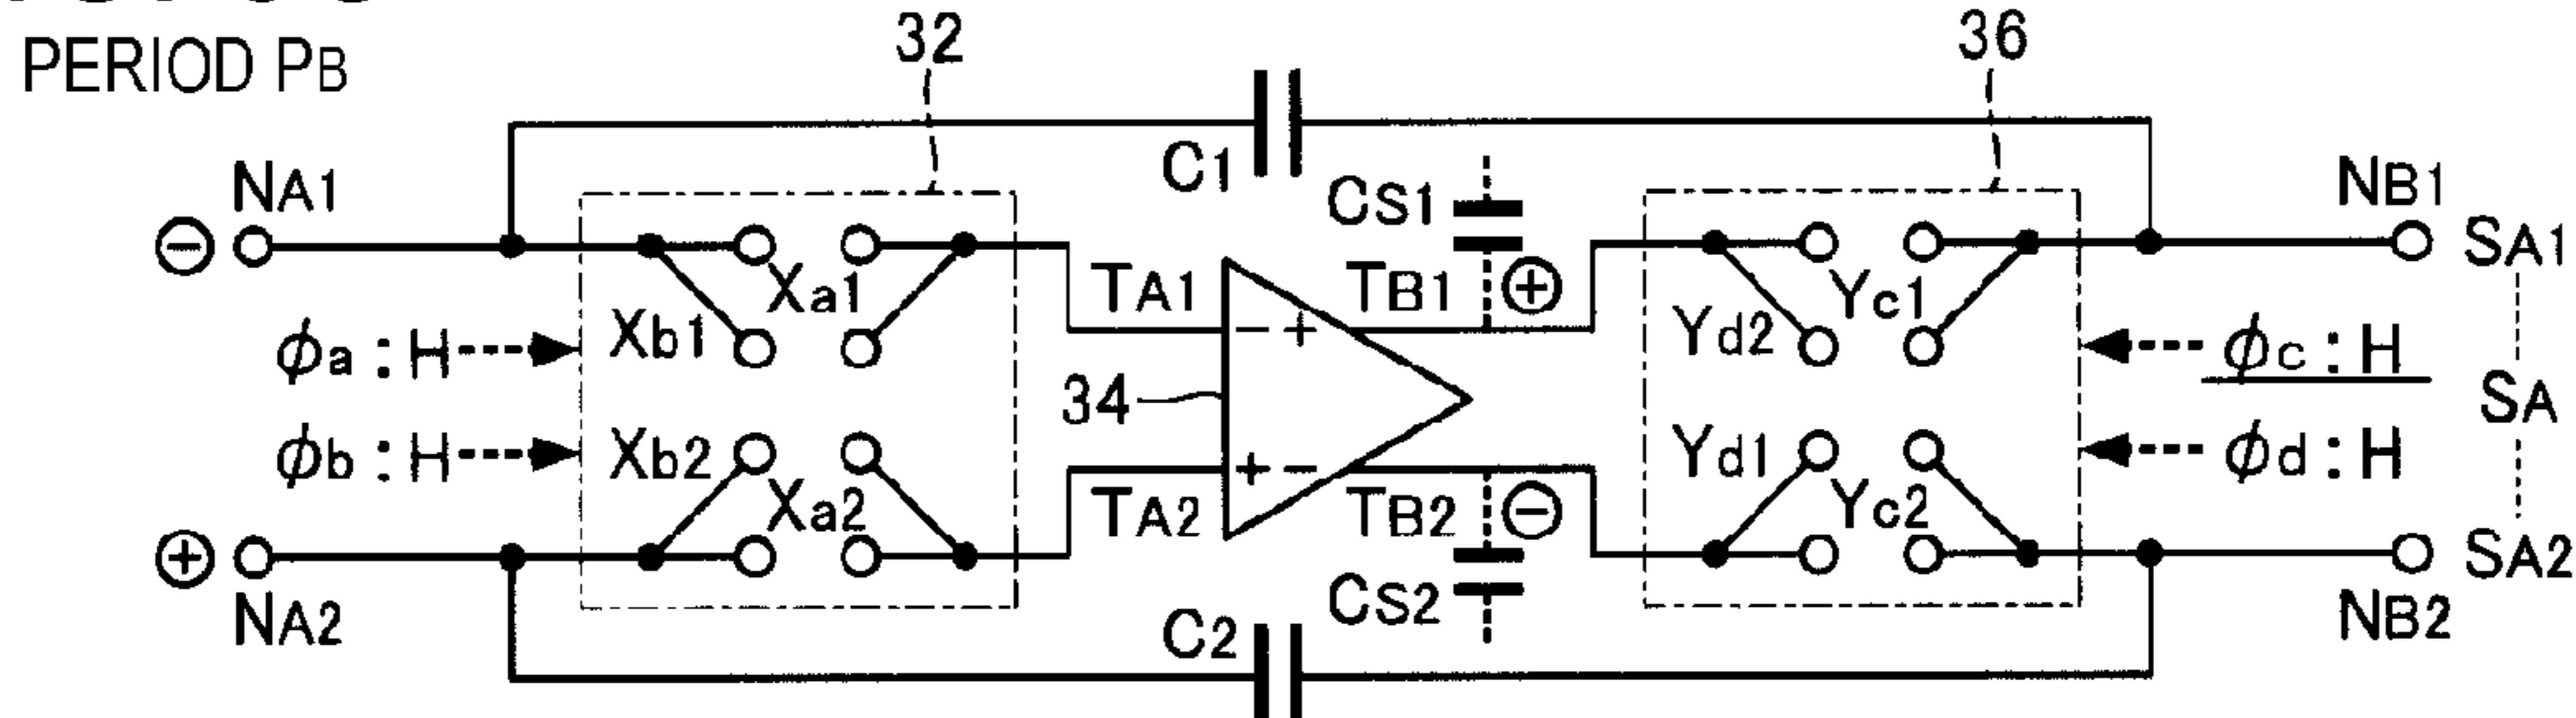 PERIOD PB
32
36
C1
NA1
CS1
NB1
⊖
SA1
Xa1
TA1
TB1
⊕
Yc1
Xb1
Yd2
ϕa : H
− +
ϕc : H
34
SA
ϕb : H
Xb2
Yd1
ϕd : H
Xa2
+ −
Yc2
TA2
TB2
⊖
⊕
SA2
NA2
C2
CS2
NB2